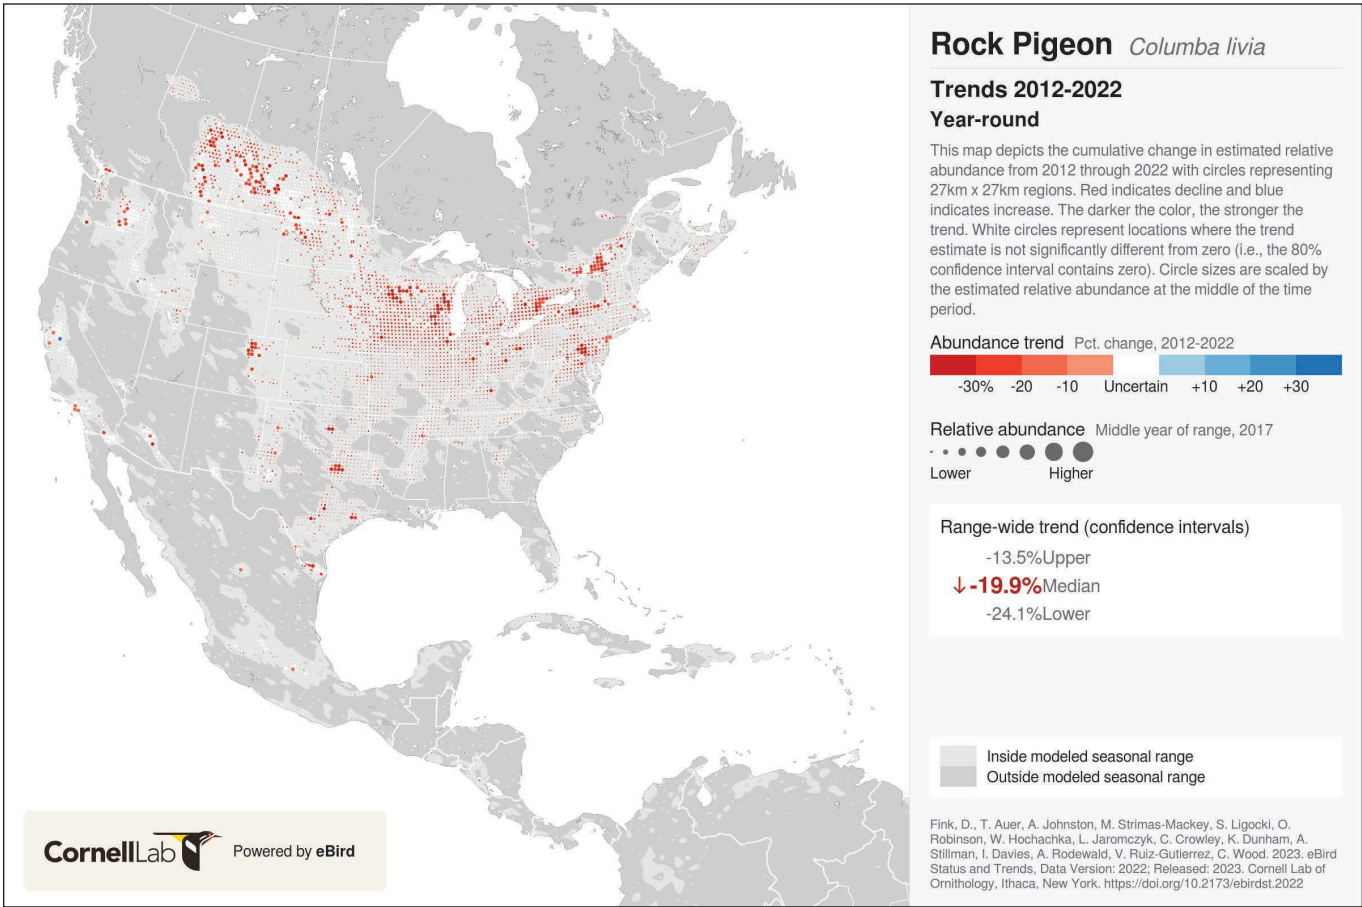 Rock Pigeon Columba livia
Trends 2012-2022
Year-round
This map depicts the cumulative change in estimated relative
abundance from 2012 through 2022 with circles representing
27km x 27km regions. Red indicates decline and blue
indicates increase. The darker the color, the stronger the
trend. White circles represent locations where the trend
estimate is not significantly different from zero (i.e., the 80%
confidence interval contains zero). Circle sizes are scaled by
the estimated relative abundance at the middle of the time
period.
Abundance trend Pct. change, 2012-2022
-30% -20 -10 Uncertain +10 +20 +30
Relative abundance Middle year of range, 2017
Lower Higher
Range-wide trend (confidence intervals)
-13.5%Upper
↓-19.9%Median
-24.1%Lower
Inside modeled seasonal range
Outside modeled seasonal range
Fink, D., T. Auer, A. Johnston, M. Strimas-Mackey, S. Ligocki, O.
Robinson, W. Hochachka, L. Jaromczyk, C. Crowley, K. Dunham, A.
Stillman, I. Davies, A. Rodewald, V. Ruiz-Gutierrez, C. Wood. 2023. eBird
Status and Trends, Data Version: 2022; Released: 2023. Cornell Lab of
Ornithology, Ithaca, New York. https://doi.org/10.2173/ebirdst.2022
CornellLab Powered by eBird